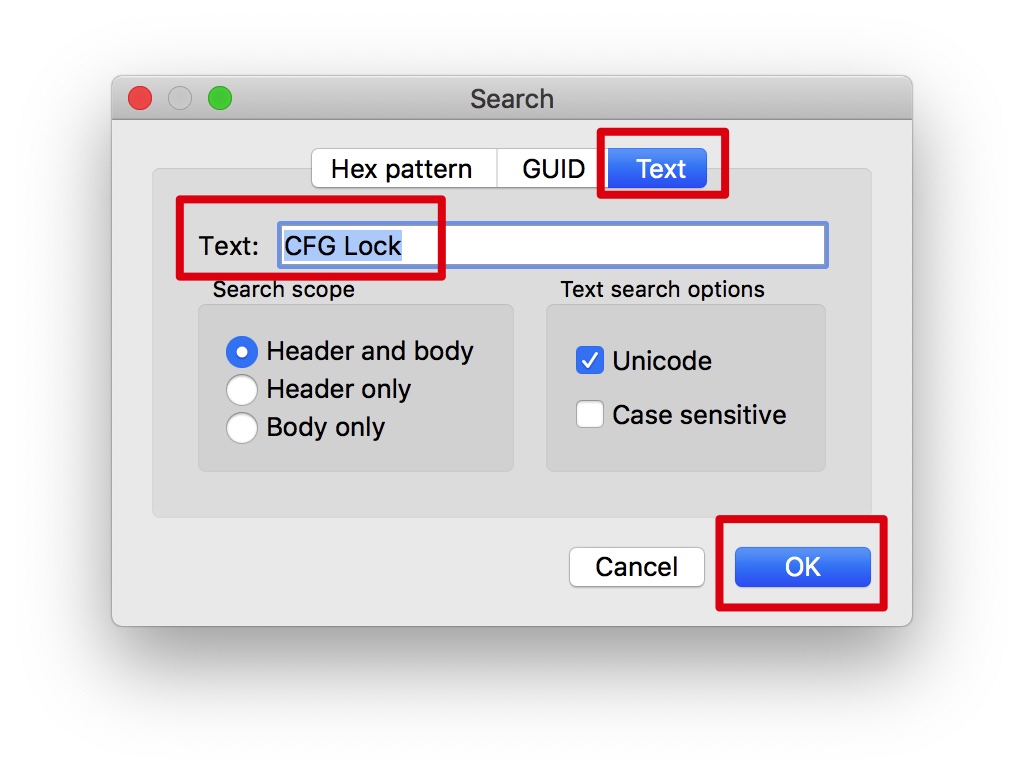 Search
Hex pattern GUID Text
Text: CFG Lock
Search scope
Header and body
Header only
Body only
Text search options
Unicode
Case sensitive
Cancel OK